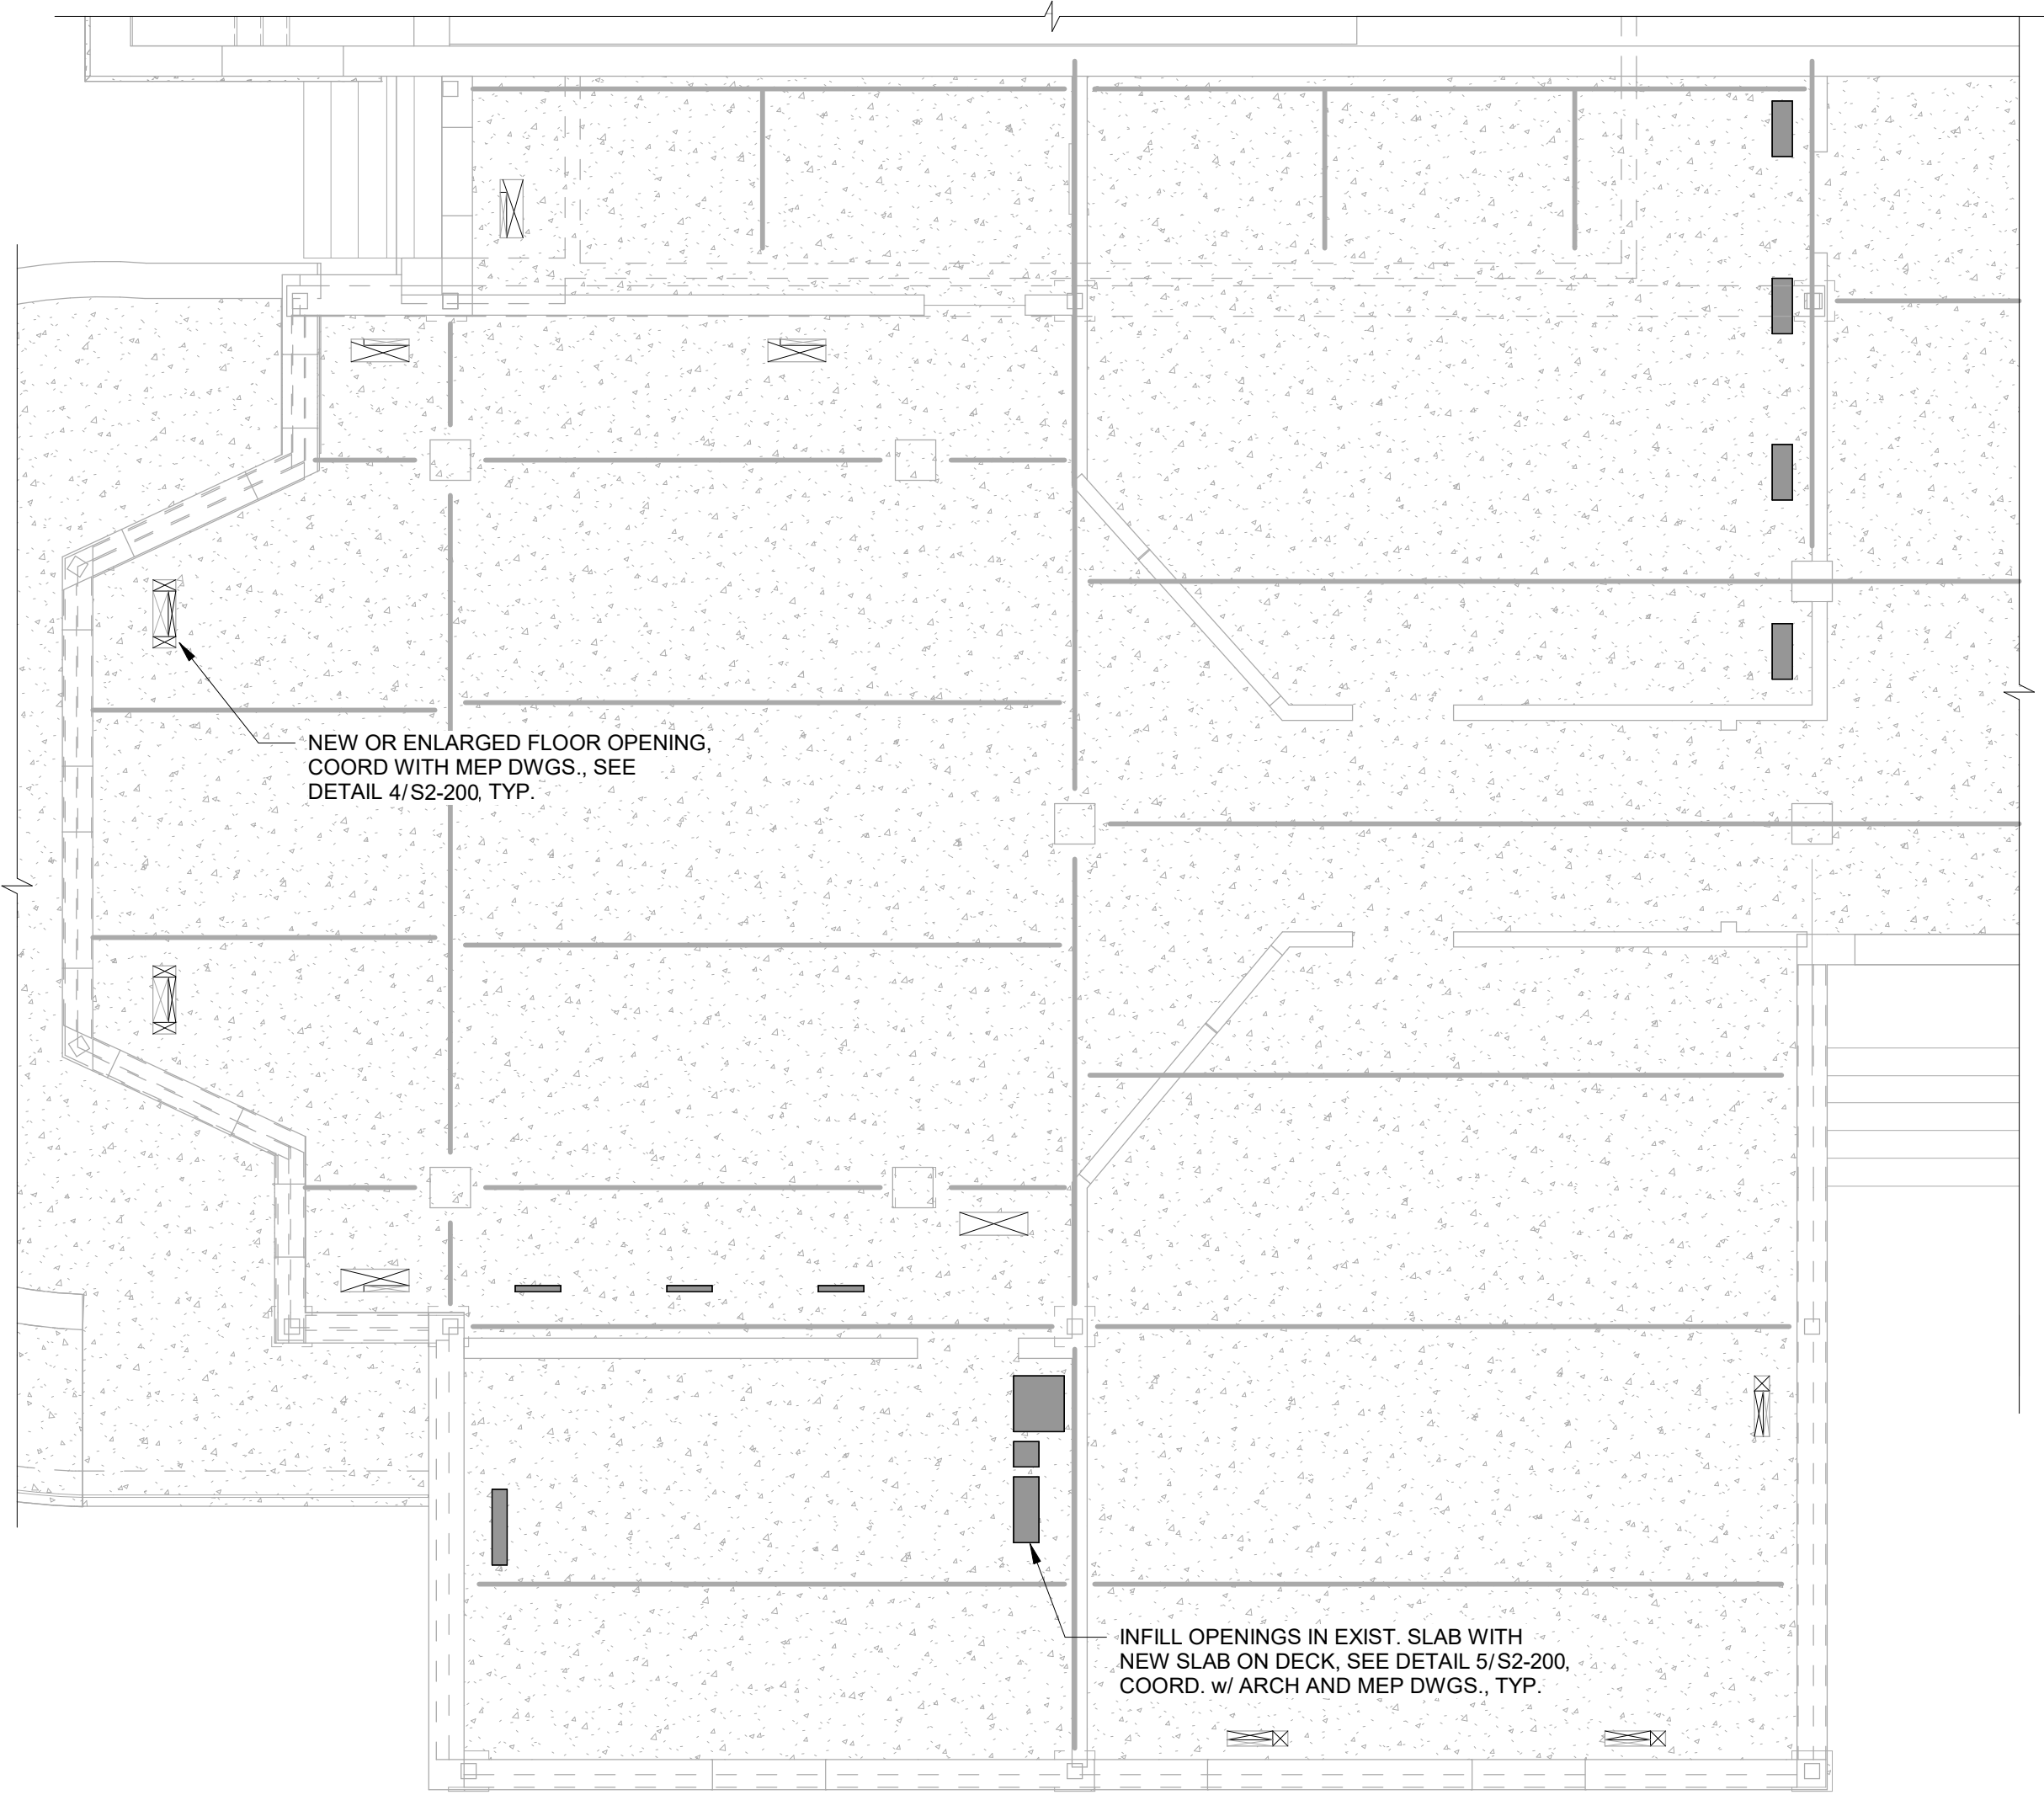 NEW OR ENLARGED FLOOR OPENING,
COORD WITH MEP DWGS., SEE
DETAIL 4/S2-200, TYP.
INFILL OPENINGS IN EXIST. SLAB WITH
NEW SLAB ON DECK, SEE DETAIL 5/S2-200,
COORD. w/ ARCH AND MEP DWGS., TYP.